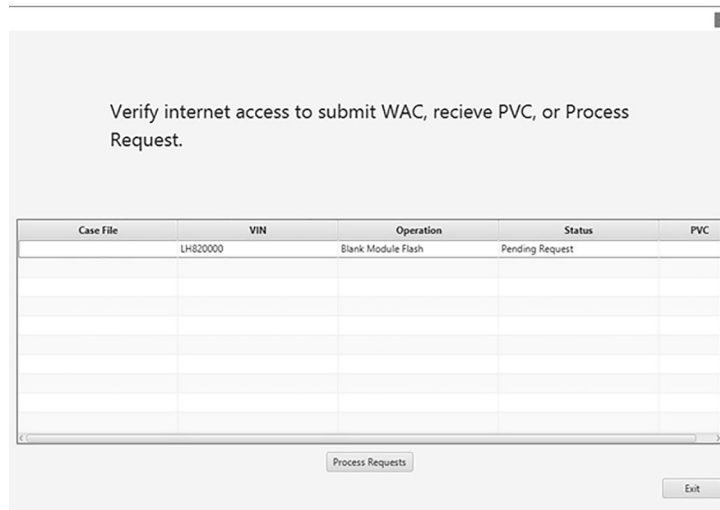 Verify internet access to submit WAC, recieve PVC, or Process
Request.
Case File VIN Operation Status PVC
LH820000 Blank Module Flash Pending Request
Process Requests
Exit